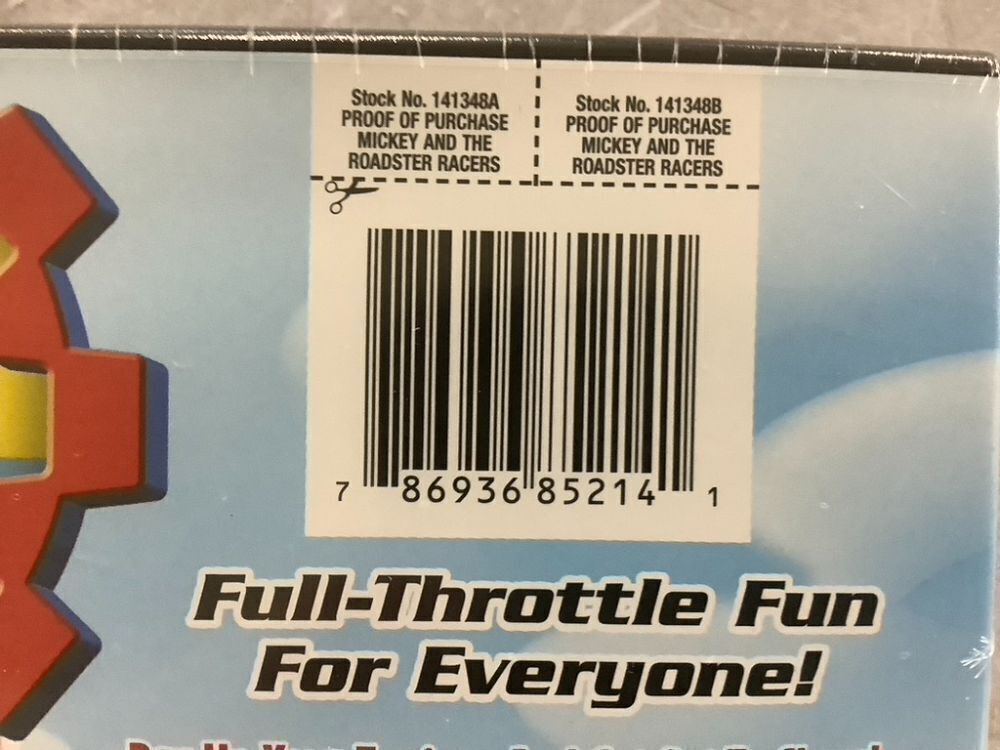 Stock No. 141348A
PROOF OF PURCHASE
MICKEY AND THE
ROADSTER RACERS
Stock No. 141348B
PROOF OF PURCHASE
MICKEY AND THE
ROADSTER RACERS
7 86936 85214 1
Full-Throttle Fun
For Everyone!